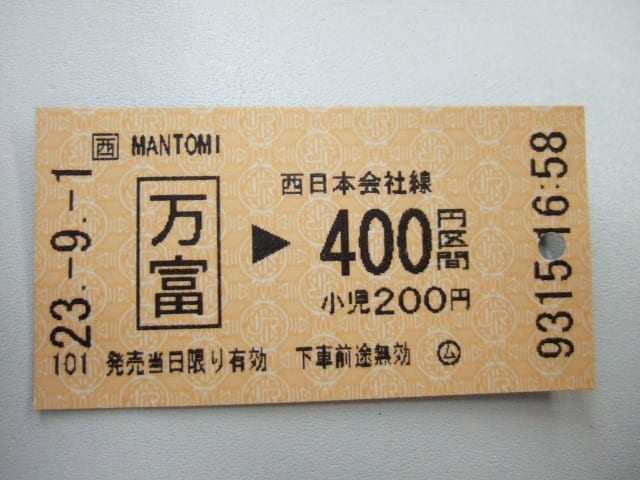 西 MANTOMI
23.-9.-1
万富
▶
西日本会社線
400円区間
小児200円
101 発売当日限り有効 下車前途無効 ム
9315 16:58